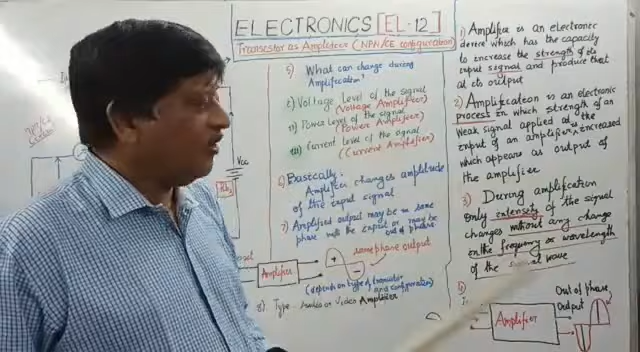 ELECTRONICS [EL-12]
Transistor as Amplifier (NPN/CE configuration)
5) What can change during
Amplification?
i) Voltage level of the signal
(Voltage Amplifier)
ii) Power level of the signal
(Power Amplifier)
iii) Current level of the signal
(Current Amplifier)
6) Basically:
Amplifier changes amplitude
of the input signal
7) Amplified output may be in same
phase with the input or may be
out of phase
same phase output
+
−
Amplifier
(depends on type of transistor
and configuration)
8) Type - Audio or Video Amplifier
VCC
1) Amplifier is an electronic
device which has the capacity
to increase the strength of its
input signal and produce that
at its output
2) Amplification is an electronic
process in which strength of an
weak signal applied at the
input of an amplifier, increased
which appears as output of
the amplifier
3) During amplification
only intensity of the signal
changes without any change
in the frequency or wavelength
of the wave
Out of phase
Output
Amplifier